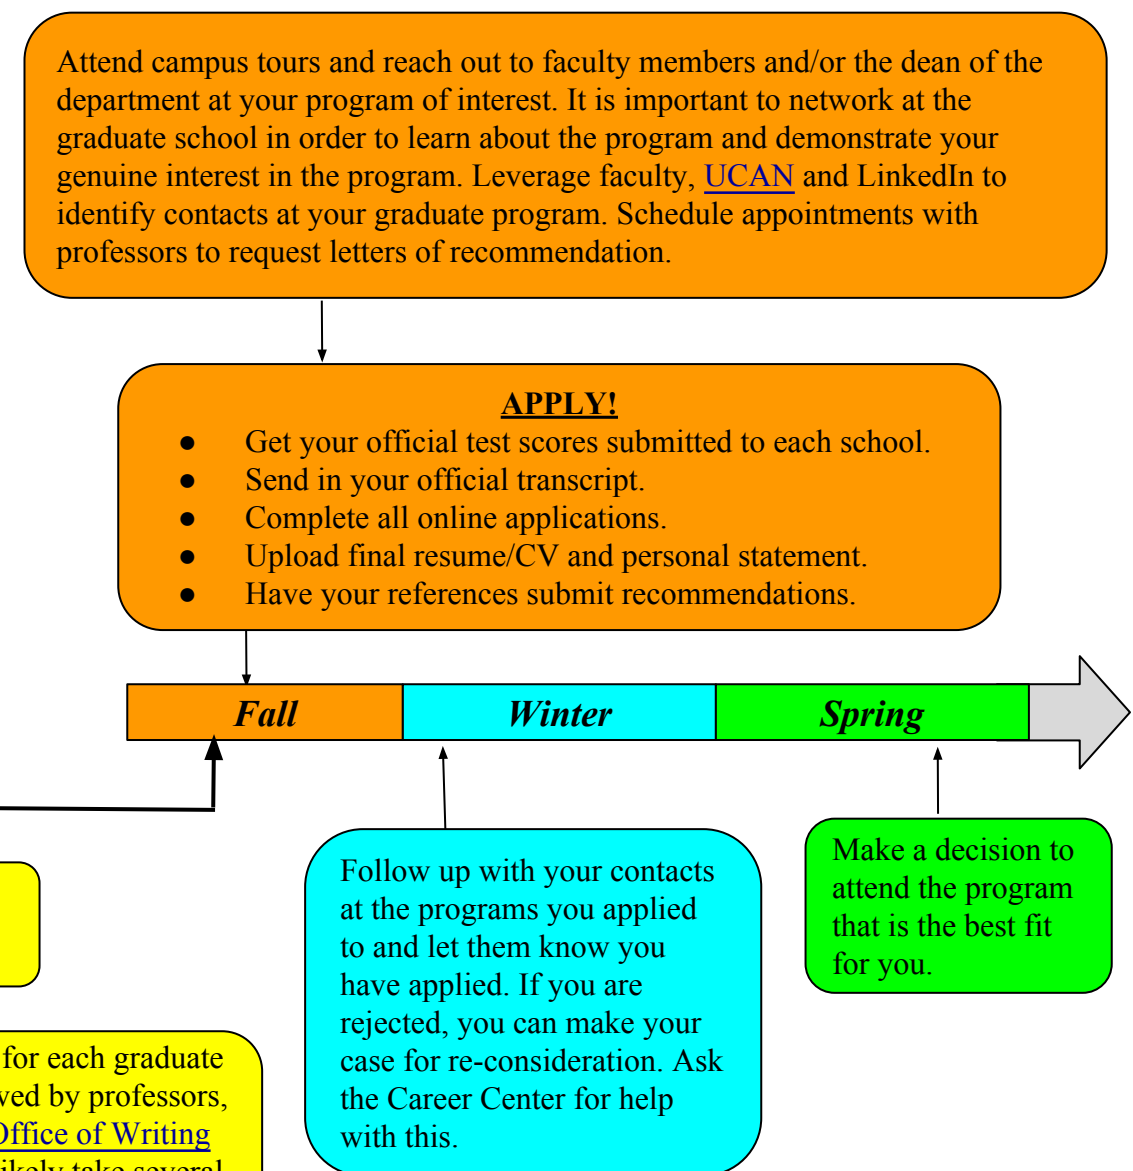 Attend campus tours and reach out to faculty members and/or the dean of the
department at your program of interest. It is important to network at the
graduate school in order to learn about the program and demonstrate your
genuine interest in the program. Leverage faculty, UCAN and LinkedIn to
identify contacts at your graduate program. Schedule appointments with
professors to request letters of recommendation.
APPLY!
● Get your official test scores submitted to each school.
● Send in your official transcript.
● Complete all online applications.
● Upload final resume/CV and personal statement.
● Have your references submit recommendations.
Fall
Winter
Spring
Follow up with your contacts
at the programs you applied
to and let them know you
have applied. If you are
rejected, you can make your
case for re-consideration. Ask
the Career Center for help
with this.
Make a decision to
attend the program
that is the best fit
for you.
for each graduate
by professors,
Office of Writing
take several